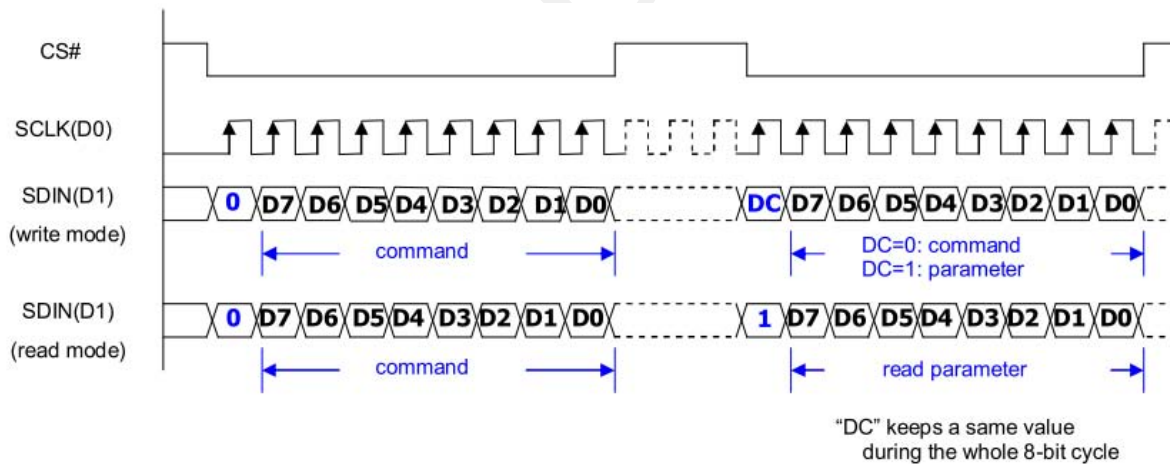 CS#
SCLK(D0)
SDIN(D1)
(write mode)
0 D7 D6 D5 D4 D3 D2 D1 D0
DC D7 D6 D5 D4 D3 D2 D1 D0
command
DC=0: command
DC=1: parameter
SDIN(D1)
(read mode)
0 D7 D6 D5 D4 D3 D2 D1 D0
1 D7 D6 D5 D4 D3 D2 D1 D0
command
read parameter
“DC” keeps a same value
during the whole 8-bit cycle